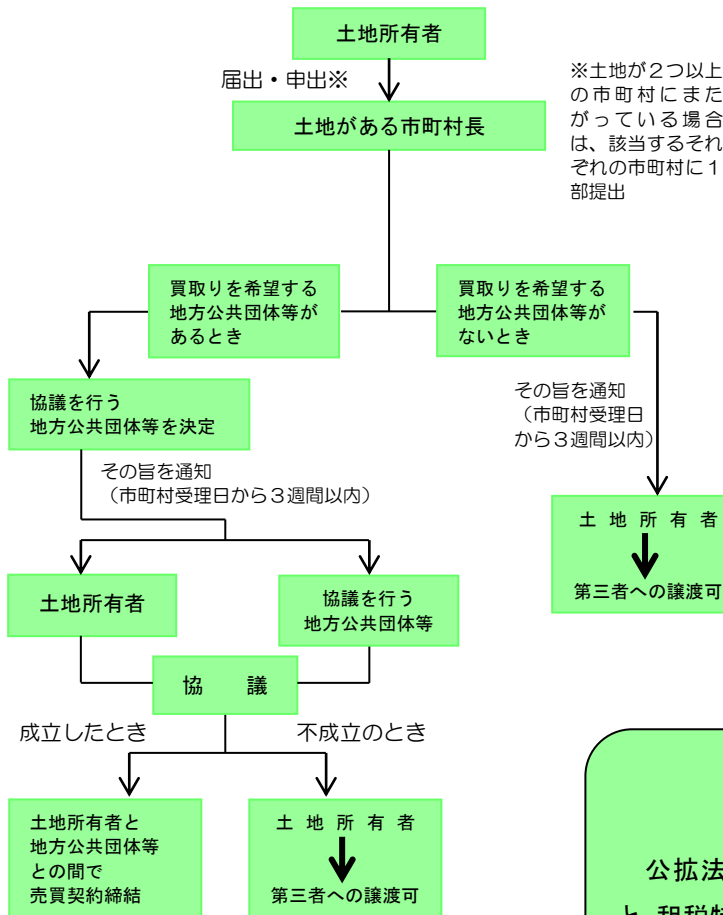 土地所有者
届出・申出※
土地がある市町村長
※土地が２つ以上
の市町村にまた
がっている場合
は、該当するそれ
ぞれの市町村に１
部提出
買取りを希望する
地方公共団体等が
あるとき
買取りを希望する
地方公共団体等が
ないとき
協議を行う
地方公共団体等を決定
その旨を通知
（市町村受理日
から３週間以内）
その旨を通知
（市町村受理日から３週間以内）
土地所有者
第三者への譲渡可
土地所有者
協議を行う
地方公共団体等
協議
成立したとき
不成立のとき
土地所有者と
地方公共団体等
との間で
売買契約締結
土地所有者
第三者への譲渡可
公拡法
と 租税特